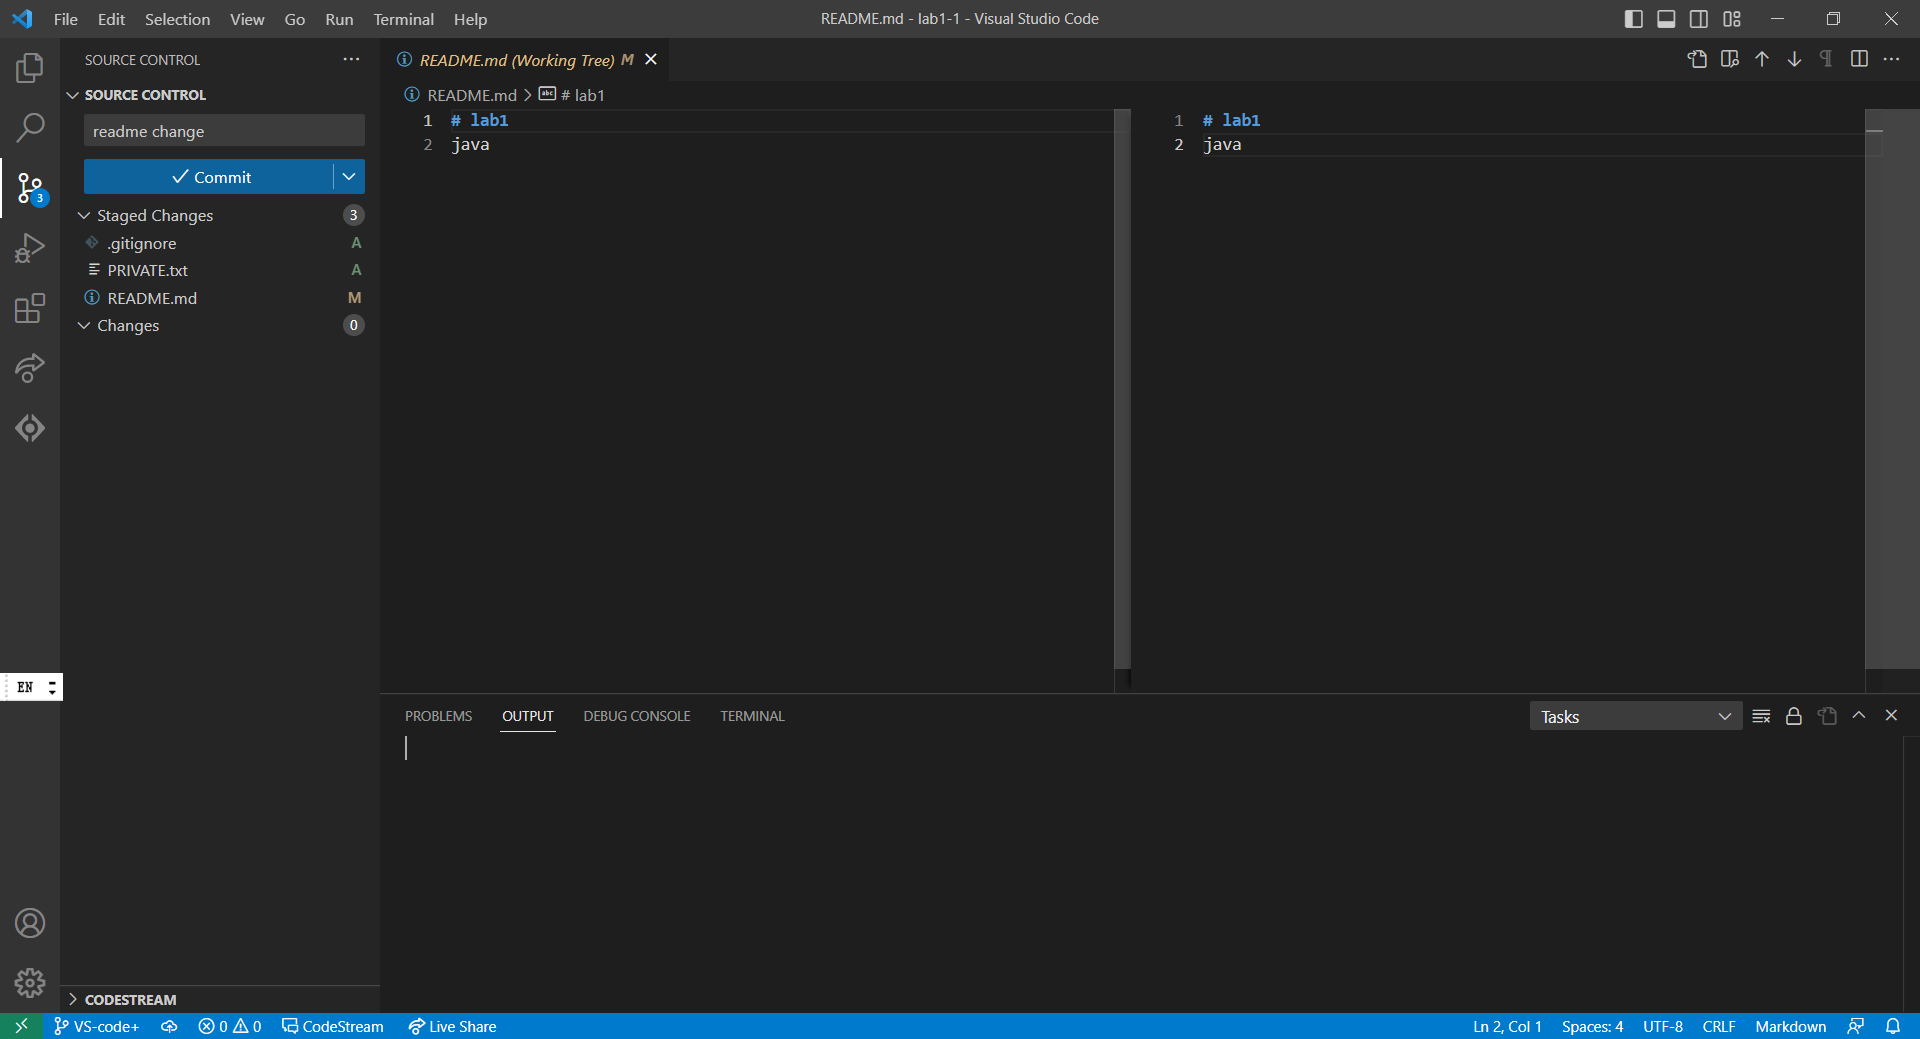 File Edit Selection View Go Run Terminal Help
README.md - lab1-1 - Visual Studio Code
SOURCE CONTROL
SOURCE CONTROL
readme change
Commit
Staged Changes 3
.gitignore A
PRIVATE.txt A
README.md M
Changes 0
3
EN
CODESTREAM
README.md (Working Tree) M
README.md > abc # lab1
1 # lab1
2 java
1 # lab1
2 java
PROBLEMS OUTPUT DEBUG CONSOLE TERMINAL
Tasks
VS-code+ 0 0 CodeStream Live Share
Ln 2, Col 1 Spaces: 4 UTF-8 CRLF Markdown